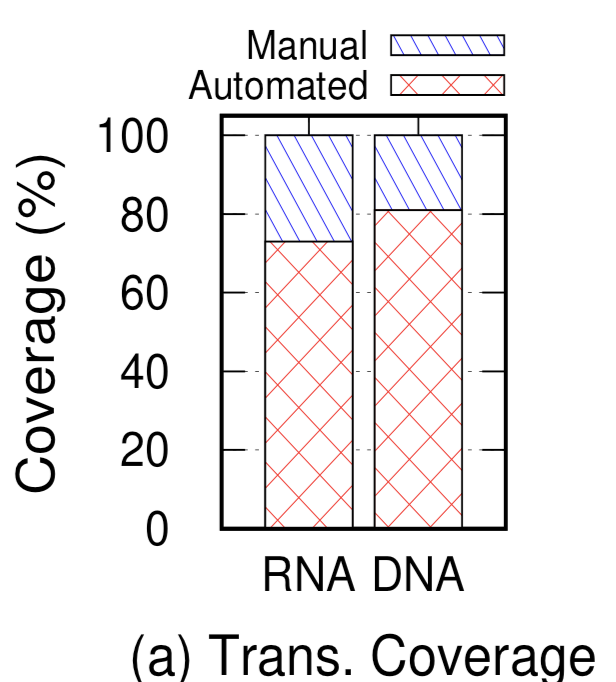 Manual
Automated
100
80
60
40
20
0
Coverage (%)
RNA DNA
(a) Trans. Coverage